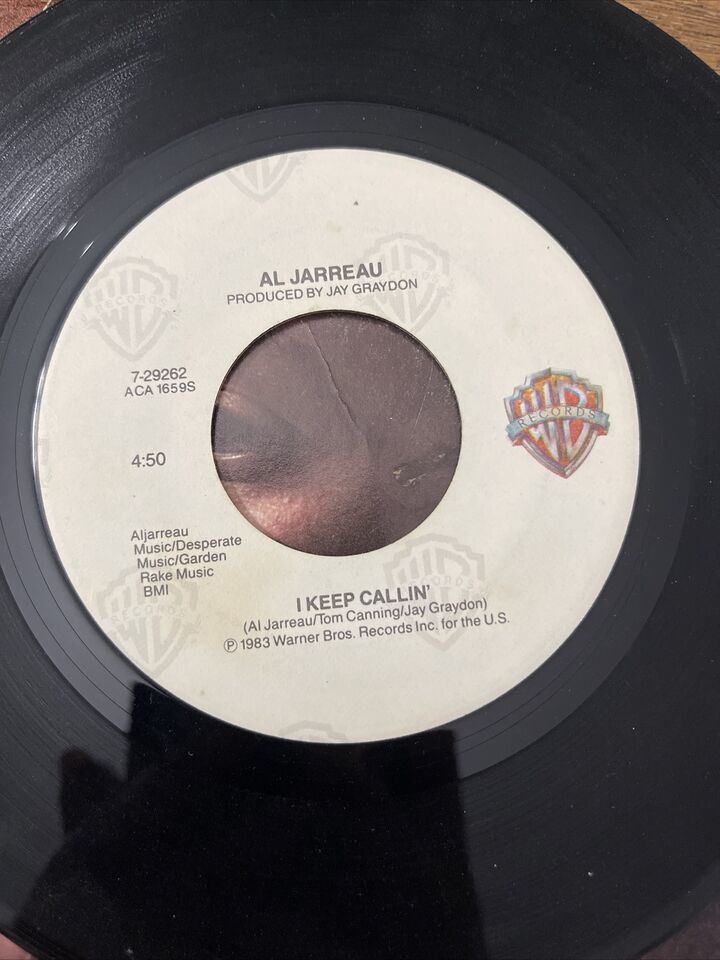 AL JARREAU
PRODUCED BY JAY GRAYDON
7-29262
ACA 1659S
4:50
RECORDS
Aljarreau
Music/Desperate
Music/Garden
Rake Music
BMI
I KEEP CALLIN'
(Al Jarreau/Tom Canning/Jay Graydon)
℗ 1983 Warner Bros. Records Inc. for the U.S.